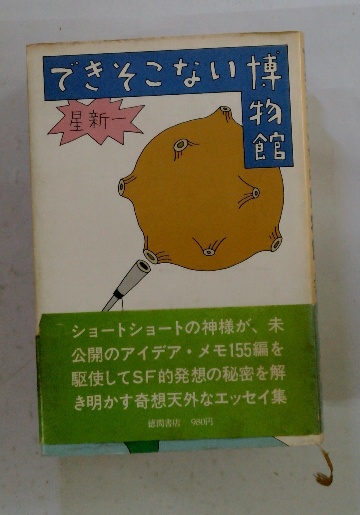 できそこない博物館
星新一
ショートショートの神様が、未
公開のアイデア・メモ155編を
駆使してSF的発想の秘密を解
き明かす奇想天外なエッセイ集
徳間書店 980円